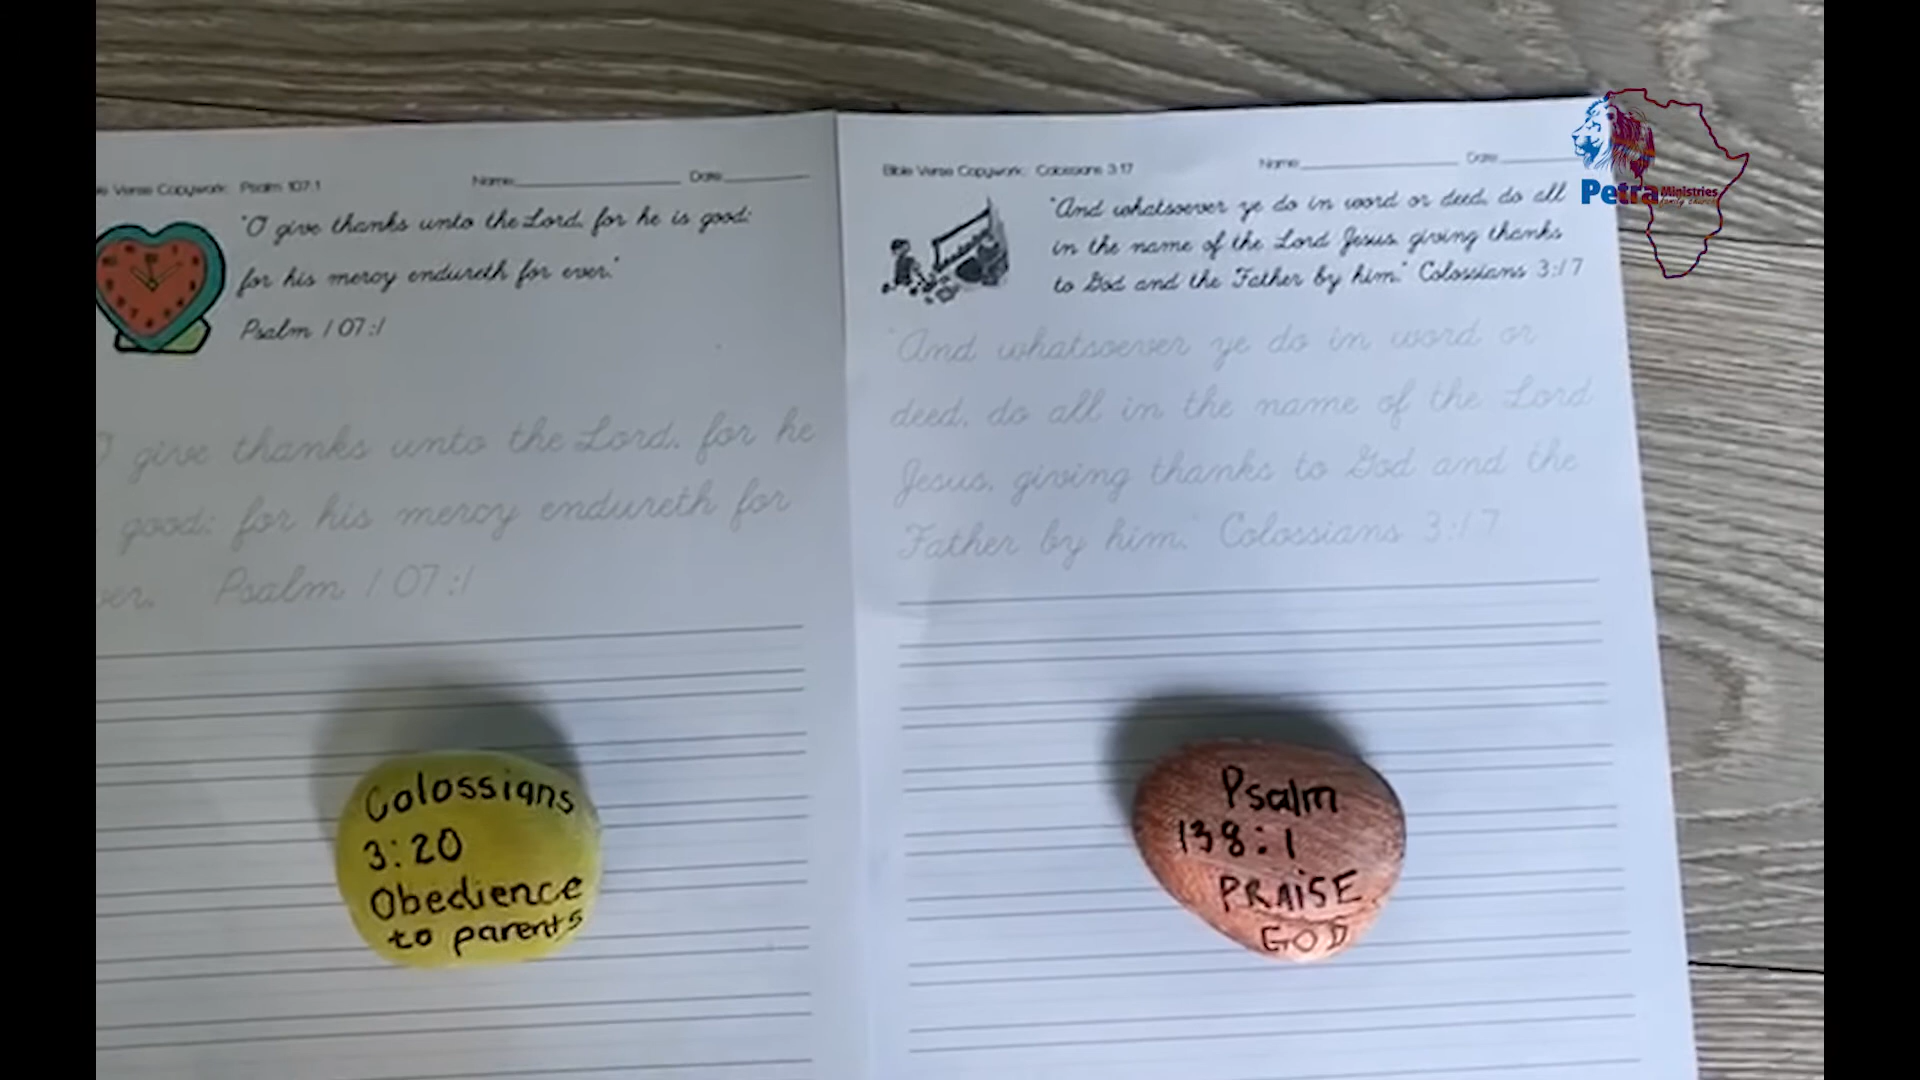 Verse Copywork: Psalm 107:1 Name: Date:
"O give thanks unto the Lord, for he is good:
for his mercy endureth for ever."
Psalm 107:1
O give thanks unto the Lord, for he
good: for his mercy endureth for
ver. Psalm 107:1
Colossians
3:20
Obedience
to parents
Bible Verse Copywork: Colossians 3:17 Name: Date:
"And whatsoever ye do in word or deed, do all
in the name of the Lord Jesus, giving thanks
to God and the Father by him." Colossians 3:17
"And whatsoever ye do in word or
deed, do all in the name of the Lord
Jesus, giving thanks to God and the
Father by him." Colossians 3:17
Psalm
138:1
PRAISE
GOD
Petra Ministries
family church